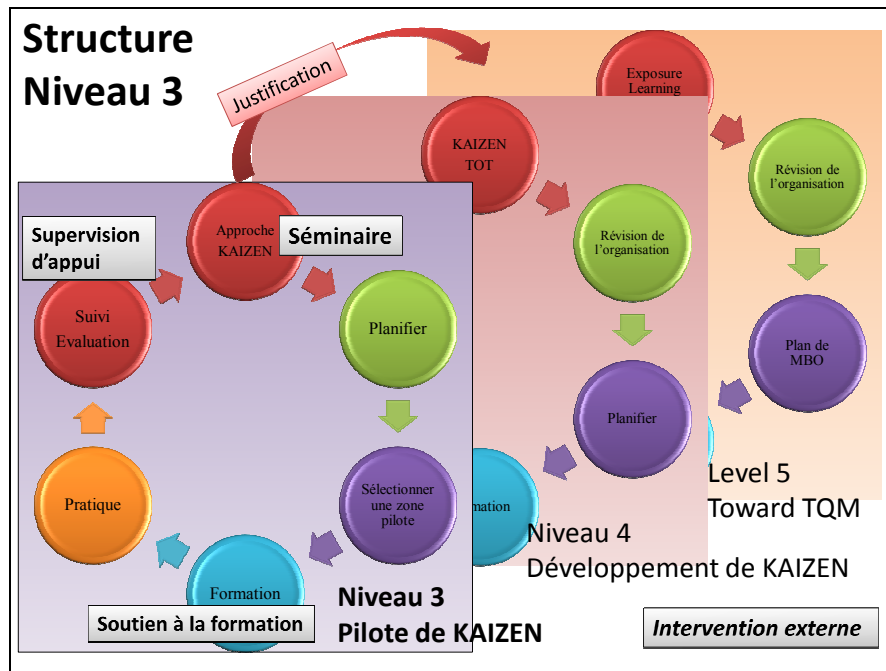 Structure
Niveau 3
Justification
Exposure
Learning
KAIZEN
TOT
Révision de
l'organisation
Révision de
l'organisation
Supervision
d'appui
Approche
KAIZEN
Séminaire
Suivi
Evaluation
Planifier
Plan de
MBO
Planifier
Pratique
Sélectionner
une zone
pilote
mation
Level 5
Toward TQM
Niveau 4
Développement de KAIZEN
Formation
Soutien à la formation
Niveau 3
Pilote de KAIZEN
Intervention externe